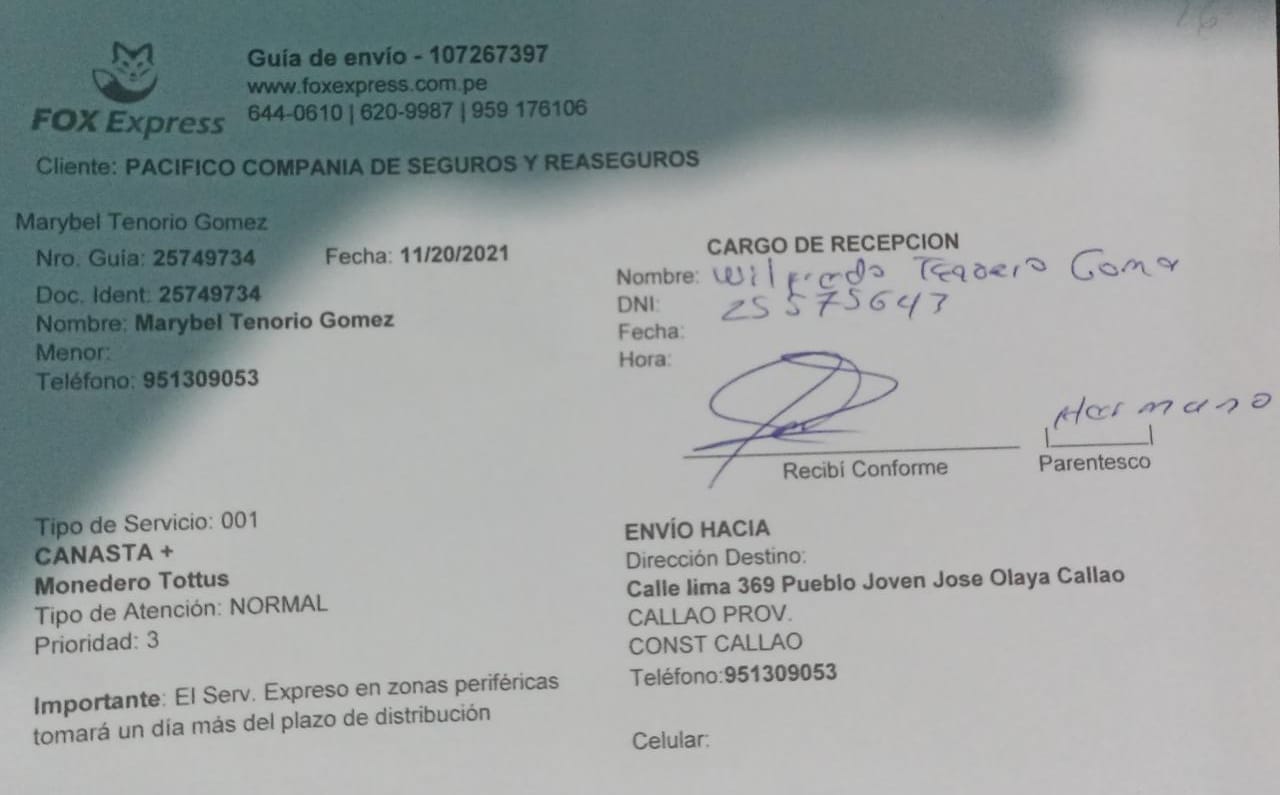 FOX Express
Guía de envío - 107267397
www.foxexpress.com.pe
644-0610 | 620-9987 | 959 176106
Cliente: PACIFICO COMPANIA DE SEGUROS Y REASEGUROS
Marybel Tenorio Gomez
Nro. Guia: 25749734 Fecha: 11/20/2021
Doc. Ident: 25749734
Nombre: Marybel Tenorio Gomez
Menor:
Teléfono: 951309053
CARGO DE RECEPCION
Nombre: Wilfredo
DNI: 25575643
Fecha:
Hora:
Hermano
Recibí Conforme
Parentesco
Tipo de Servicio: 001
CANASTA +
Monedero Tottus
Tipo de Atención: NORMAL
Prioridad: 3
Importante: El Serv. Expreso en zonas periféricas
tomará un día más del plazo de distribución
ENVÍO HACIA
Dirección Destino:
Calle lima 369 Pueblo Joven Jose Olaya Callao
CALLAO PROV.
CONST CALLAO
Teléfono:951309053
Celular: